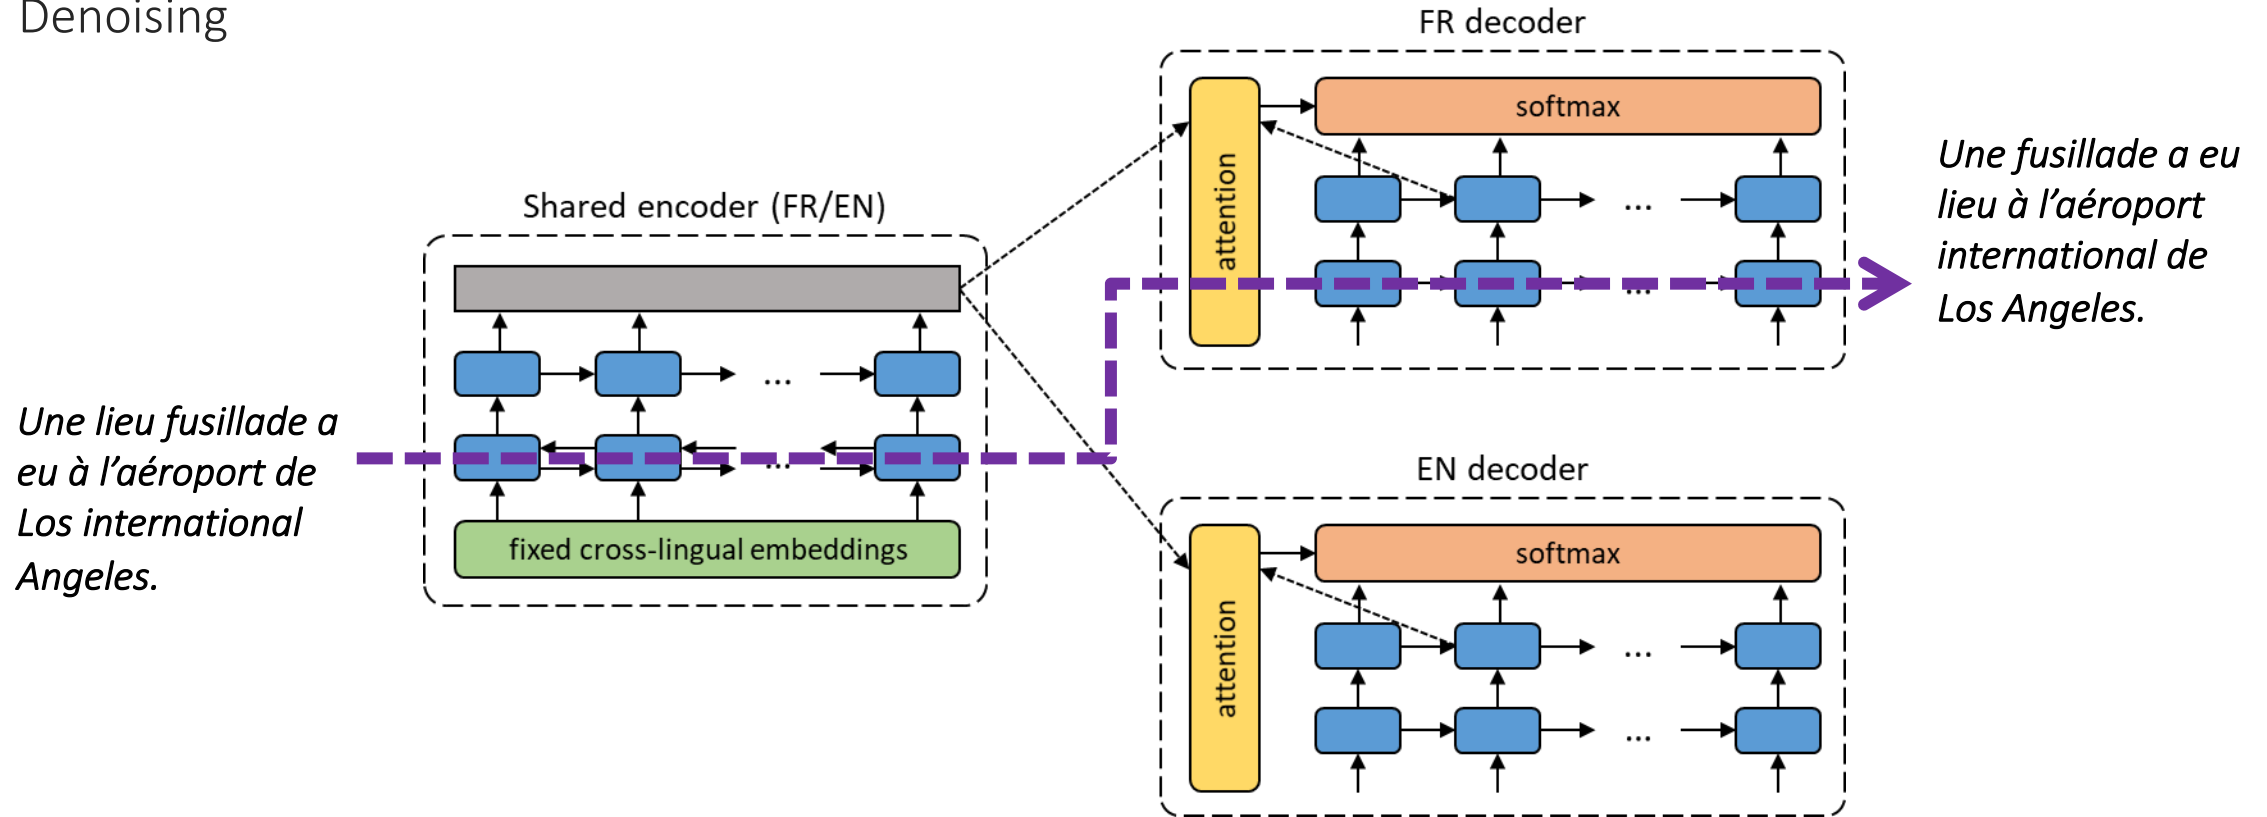 Denoising
FR decoder
softmax
attention
...
...
Une fusillade a eu
lieu à l’aéroport
international de
Los Angeles.
Shared encoder (FR/EN)
...
...
fixed cross-lingual embeddings
Une lieu fusillade a
eu à l’aéroport de
Los international
Angeles.
EN decoder
softmax
attention
...
...